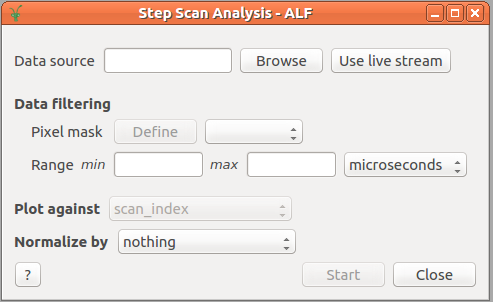 Step Scan Analysis - ALF
Data source Browse Use live stream
Data filtering
Pixel mask Define
Range min max microseconds
Plot against scan_index
Normalize by nothing
? Start Close